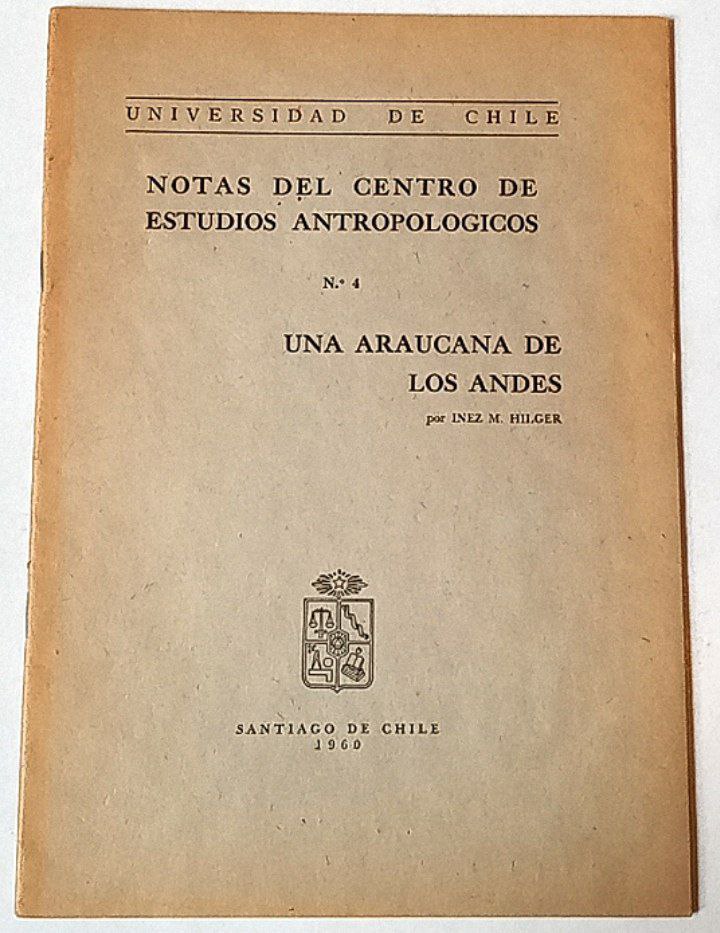 UNIVERSIDAD DE CHILE
NOTAS DEL CENTRO DE
ESTUDIOS ANTROPOLOGICOS
N.º 4
UNA ARAUCANA DE
LOS ANDES
por INEZ M. HILGER
SANTIAGO DE CHILE
1960